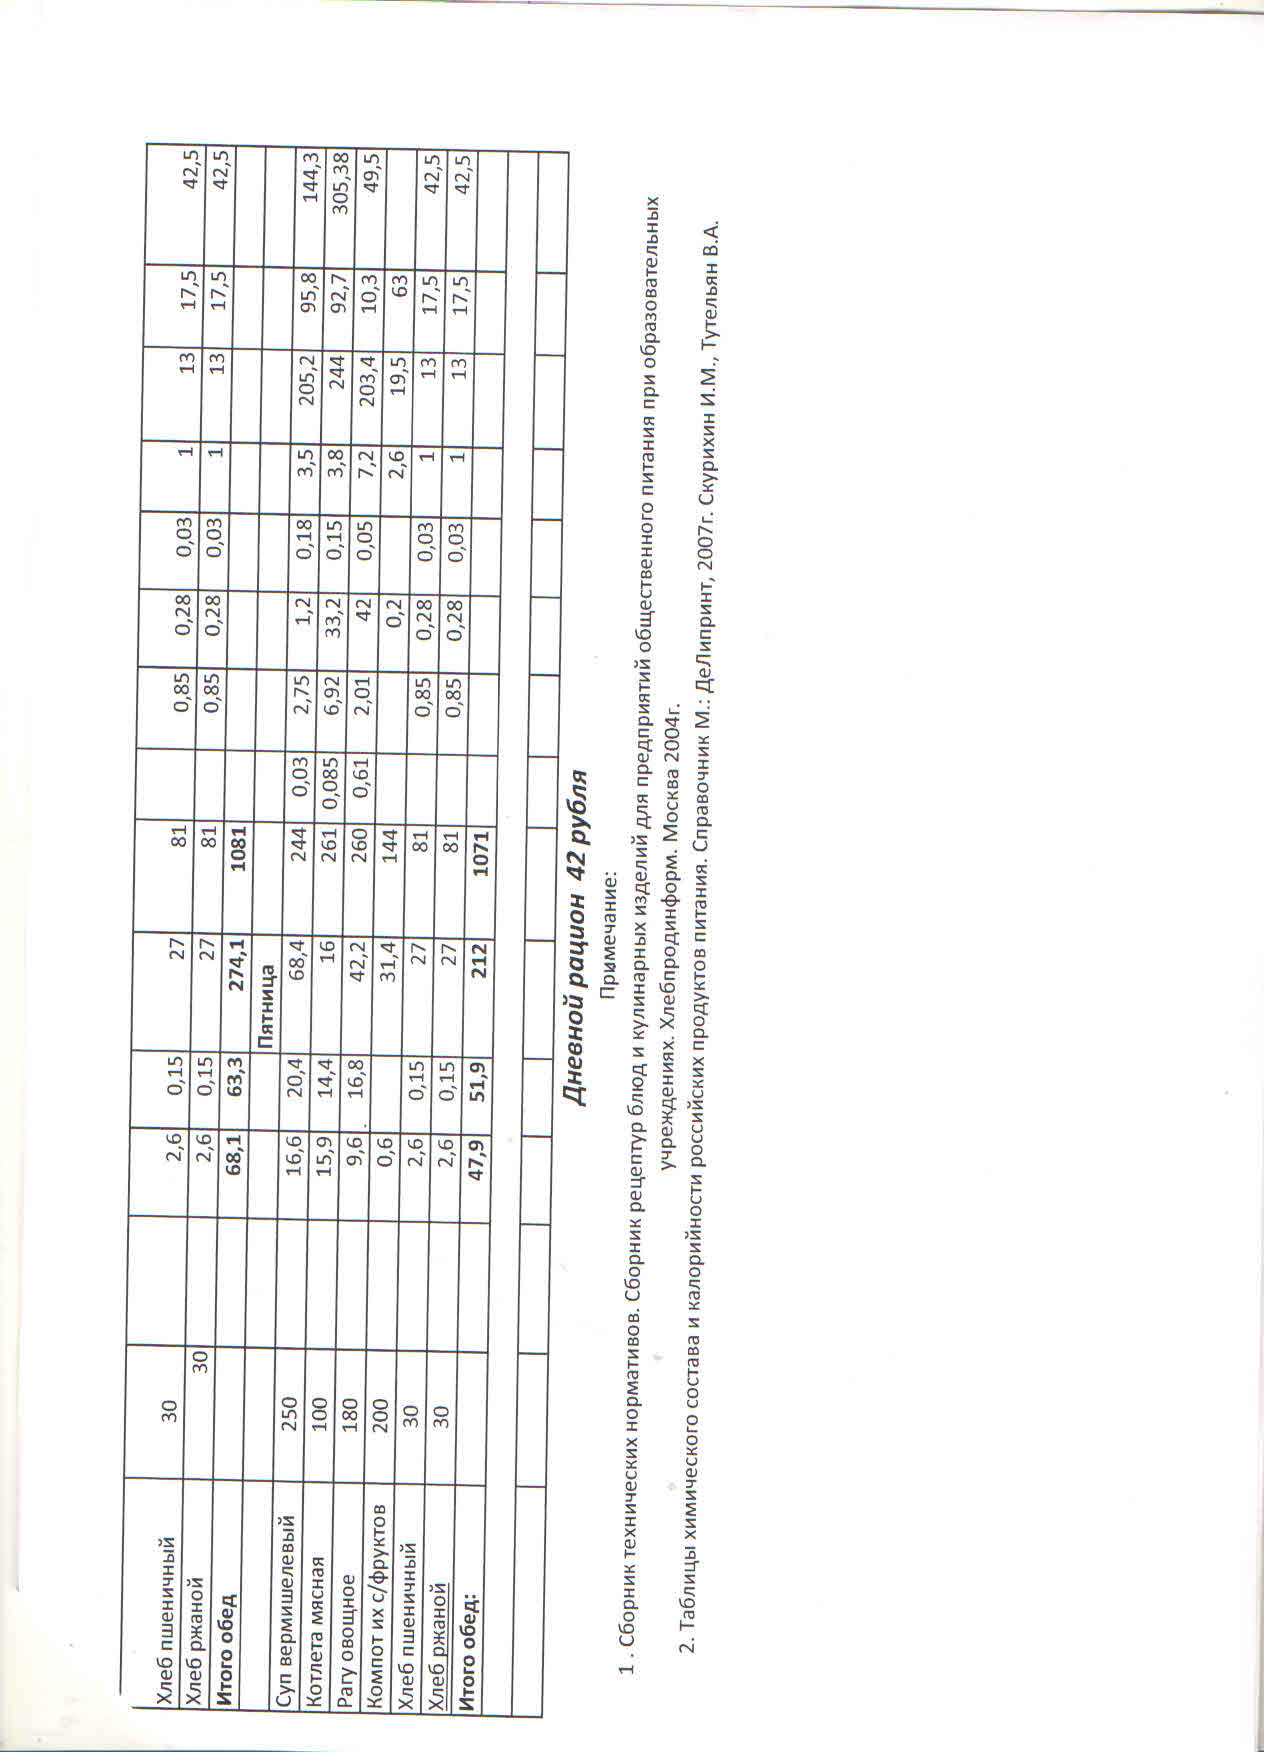 Хлеб пшеничный 30 2,6 0,15 27 81 0,85 0,28 0,03 1 13 17,5 42,5
Хлеб ржаной 30 2,6 0,15 27 81 0,85 0,28 0,03 1 13 17,5 42,5
Итого обед 68,1 63,3 274,1 1081
Пятница
Суп вермишелевый 250 16,6 20,4 68,4 244 0,03 2,75 1,2 0,18 3,5 205,2 95,8 144,3
Котлета мясная 100 15,9 14,4 16 261 0,085 6,92 33,2 0,15 3,8 244 92,7 305,38
Рагу овощное 180 9,6 16,8 42,2 260 0,61 2,01 42 0,05 7,2 203,4 10,3 49,5
Компот их с/фруктов 200 0,6 31,4 144 0,2 2,6 19,5 63
Хлеб пшеничный 30 2,6 0,15 27 81 0,85 0,28 0,03 1 13 17,5 42,5
Хлеб ржаной 30 2,6 0,15 27 81 0,85 0,28 0,03 1 13 17,5 42,5
Итого обед: 47,9 51,9 212 1071
Дневной рацион 42 рубля
Примечание:
1 . Сборник технических нормативов. Сборник рецептур блюд и кулинарных изделий для предприятий общественного питания при образовательных
учреждениях. Хлебпродинформ. Москва 2004г.
2. Таблицы химического состава и калорийности российских продуктов питания. Справочник М.: ДеЛипринт, 2007г. Скурихин И.М., Тутельян В.А.